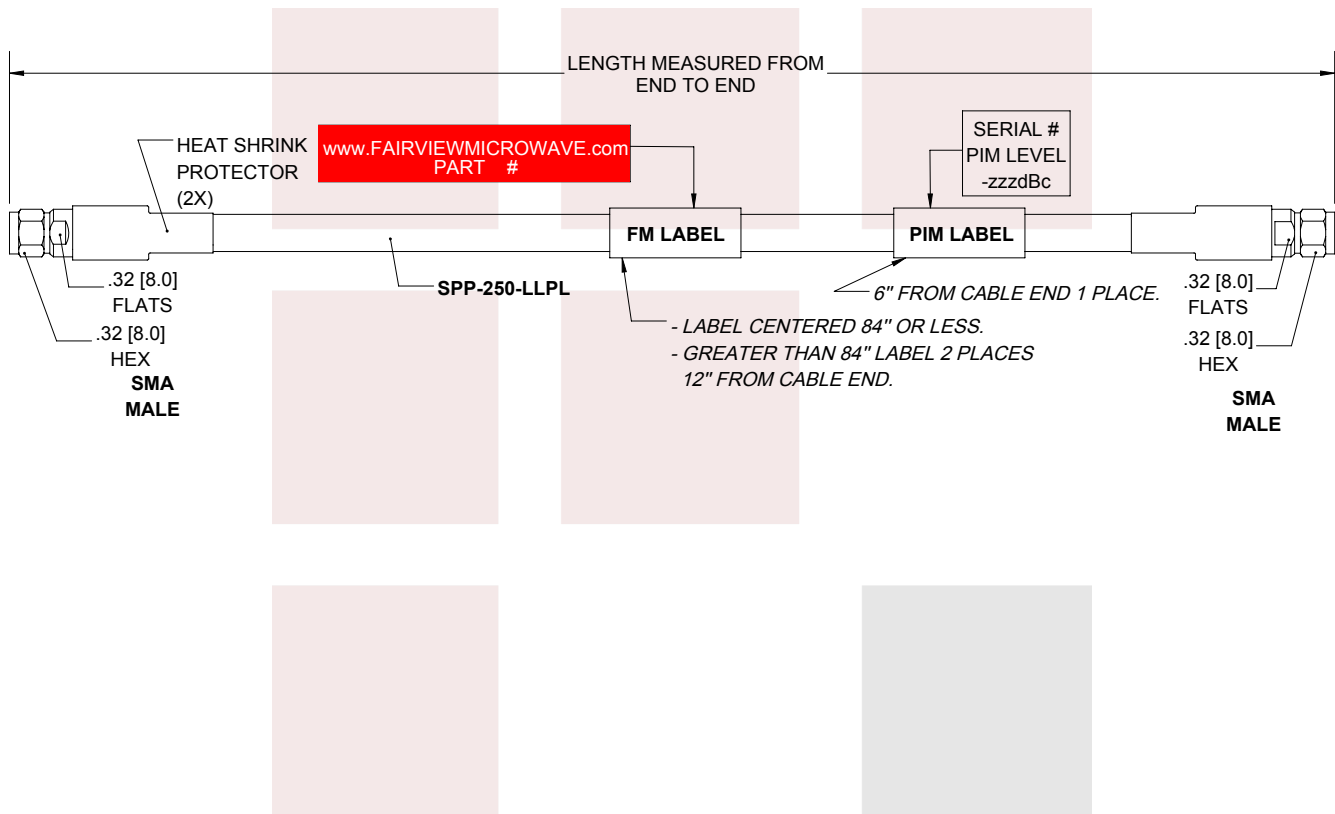 LENGTH MEASURED FROM
END TO END
HEAT SHRINK
PROTECTOR
(2X)
www.FAIRVIEWMICROWAVE.com
PART #
SERIAL #
PIM LEVEL
-zzzdBc
FM LABEL
PIM LABEL
.32 [8.0]
FLATS
.32 [8.0]
HEX
SMA
MALE
SPP-250-LLPL
6" FROM CABLE END 1 PLACE.
- LABEL CENTERED 84" OR LESS.
- GREATER THAN 84" LABEL 2 PLACES
12" FROM CABLE END.
.32 [8.0]
FLATS
.32 [8.0]
HEX
SMA
MALE